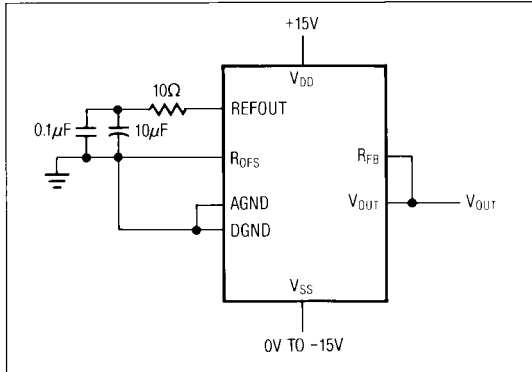 +15V
V_DD
10Ω
REFOUT
0.1μF
10μF
R_OFS
R_FB
AGND
V_OUT
V_OUT
DGND
V_SS
0V TO -15V